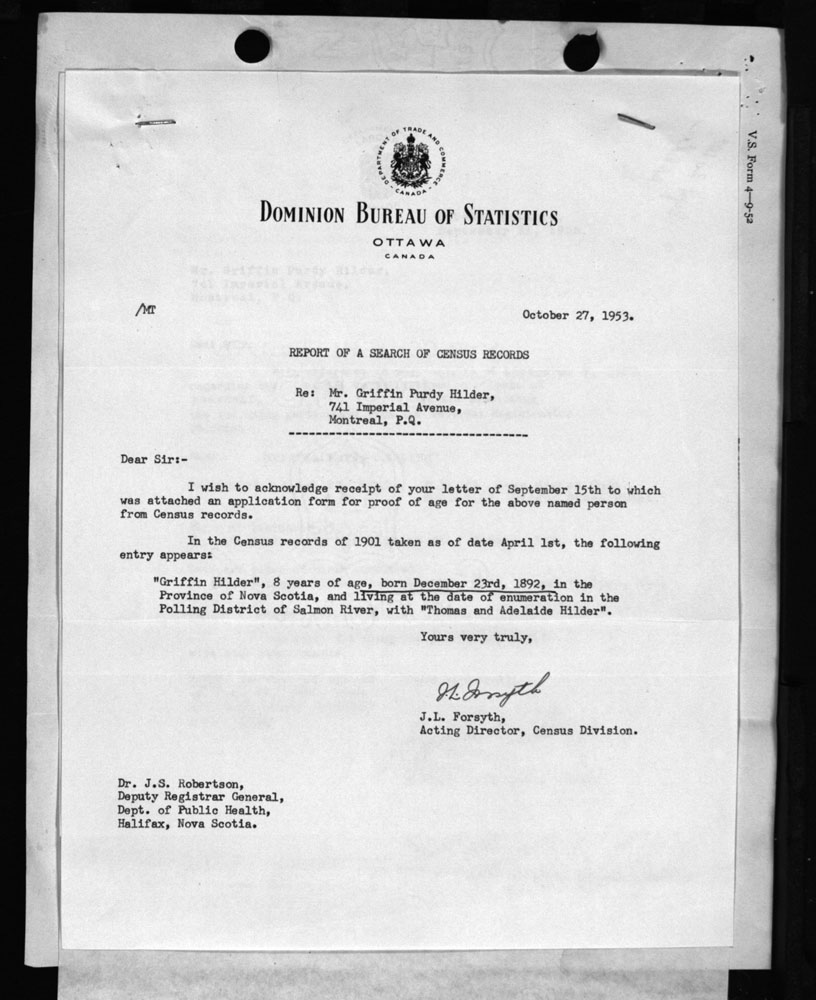 DEPARTMENT OF TRADE AND COMMERCE
CANADA
DOMINION BUREAU OF STATISTICS
OTTAWA
CANADA
V.S. Form 4—9-52
/MT
October 27, 1953.
REPORT OF A SEARCH OF CENSUS RECORDS
Re: Mr. Griffin Purdy Hilder,
741 Imperial Avenue,
Montreal, P.Q.
Dear Sir:-
I wish to acknowledge receipt of your letter of September 15th to which
was attached an application form for proof of age for the above named person
from Census records.
In the Census records of 1901 taken as of date April 1st, the following
entry appears:
"Griffin Hilder", 8 years of age, born December 23rd, 1892, in the
Province of Nova Scotia, and living at the date of enumeration in the
Polling District of Salmon River, with "Thomas and Adelaide Hilder".
Yours very truly,
J.L. Forsyth
J.L. Forsyth,
Acting Director, Census Division.
Dr. J.S. Robertson,
Deputy Registrar General,
Dept. of Public Health,
Halifax, Nova Scotia.